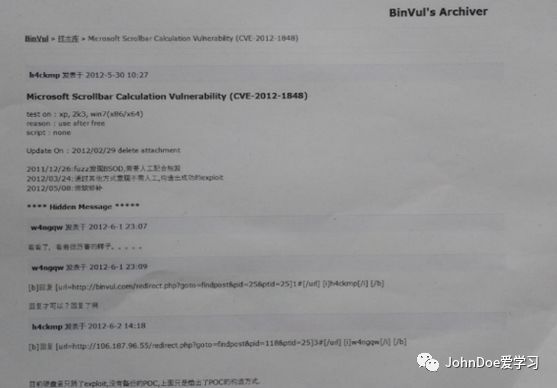 BinVul's Archiver
BinVul » 技术库 » Microsoft Scrollbar Calculation Vulnerability (CVE-2012-1848)
h4ckmp 发表于 2012-5-30 10:27
Microsoft Scrollbar Calculation Vulnerability (CVE-2012-1848)
test on : xp, 2k3, win7(x86/x64)
reason : use after free
script : none
Update On : 2012/02/29 delete attachment
2011/12/26:fuzz发现BSOD,需要人工配合触发
2012/03/24:通过其他方式实现不需人工,构造出成功的exploit
2012/05/08:微软修补
**** Hidden Message *****
w4ngqw 发表于 2012-6-1 23:07
看看了，看看很厉害的样子。。。。。
w4ngqw 发表于 2012-6-1 23:09
[b]回复 [url=http://binvul.com/redirect.php?goto=findpost&pid=25&ptid=25]1#[/url] [i]h4ckmp[/i] [/b]
回复才可以？回复了
h4ckmp 发表于 2012-6-2 14:18
[b]回复 [url=http://106.187.96.55/redirect.php?goto=findpost&pid=118&ptid=25]3#[/url] [i]w4ngqw[/i] [/b]
目前硬盘里只剩了exploit,没有备份的POC,上面只是给出了POC的构造方式.
JohnDoe爱学习